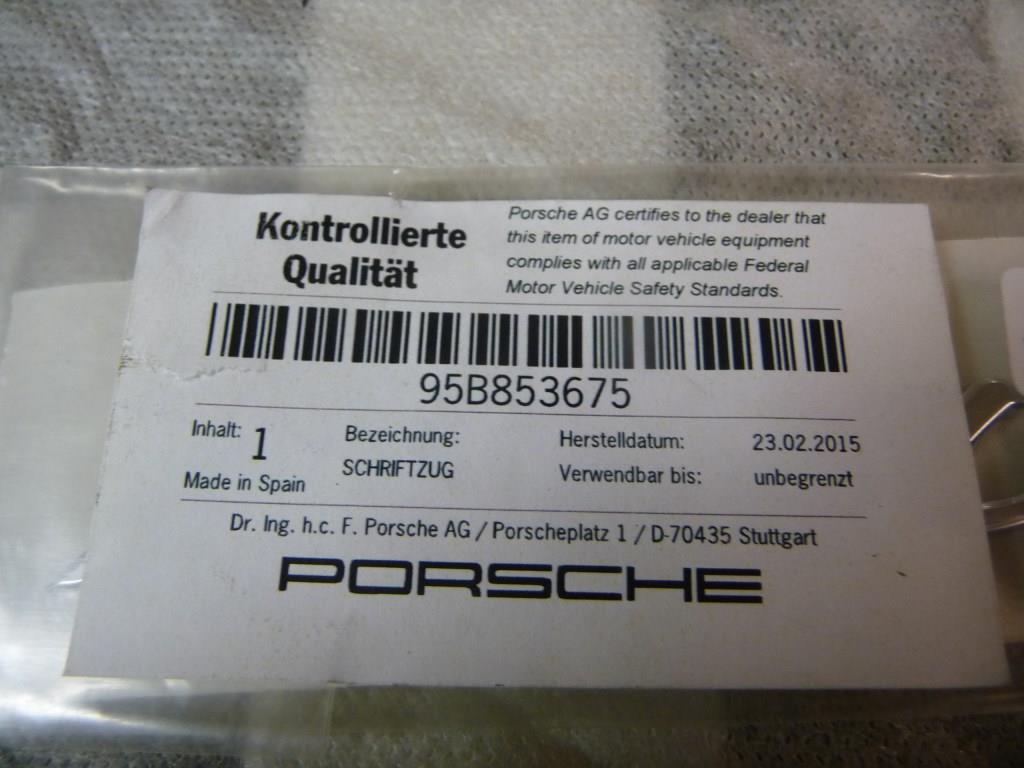 Kontrollierte
Qualität
Porsche AG certifies to the dealer that
this item of motor vehicle equipment
complies with all applicable Federal
Motor Vehicle Safety Standards.
95B853675
Inhalt: 1
Made in Spain
Bezeichnung:
SCHRIFTZUG
Herstelldatum: 23.02.2015
Verwendbar bis: unbegrenzt
Dr. Ing. h.c. F. Porsche AG / Porscheplatz 1 / D-70435 Stuttgart
PORSCHE